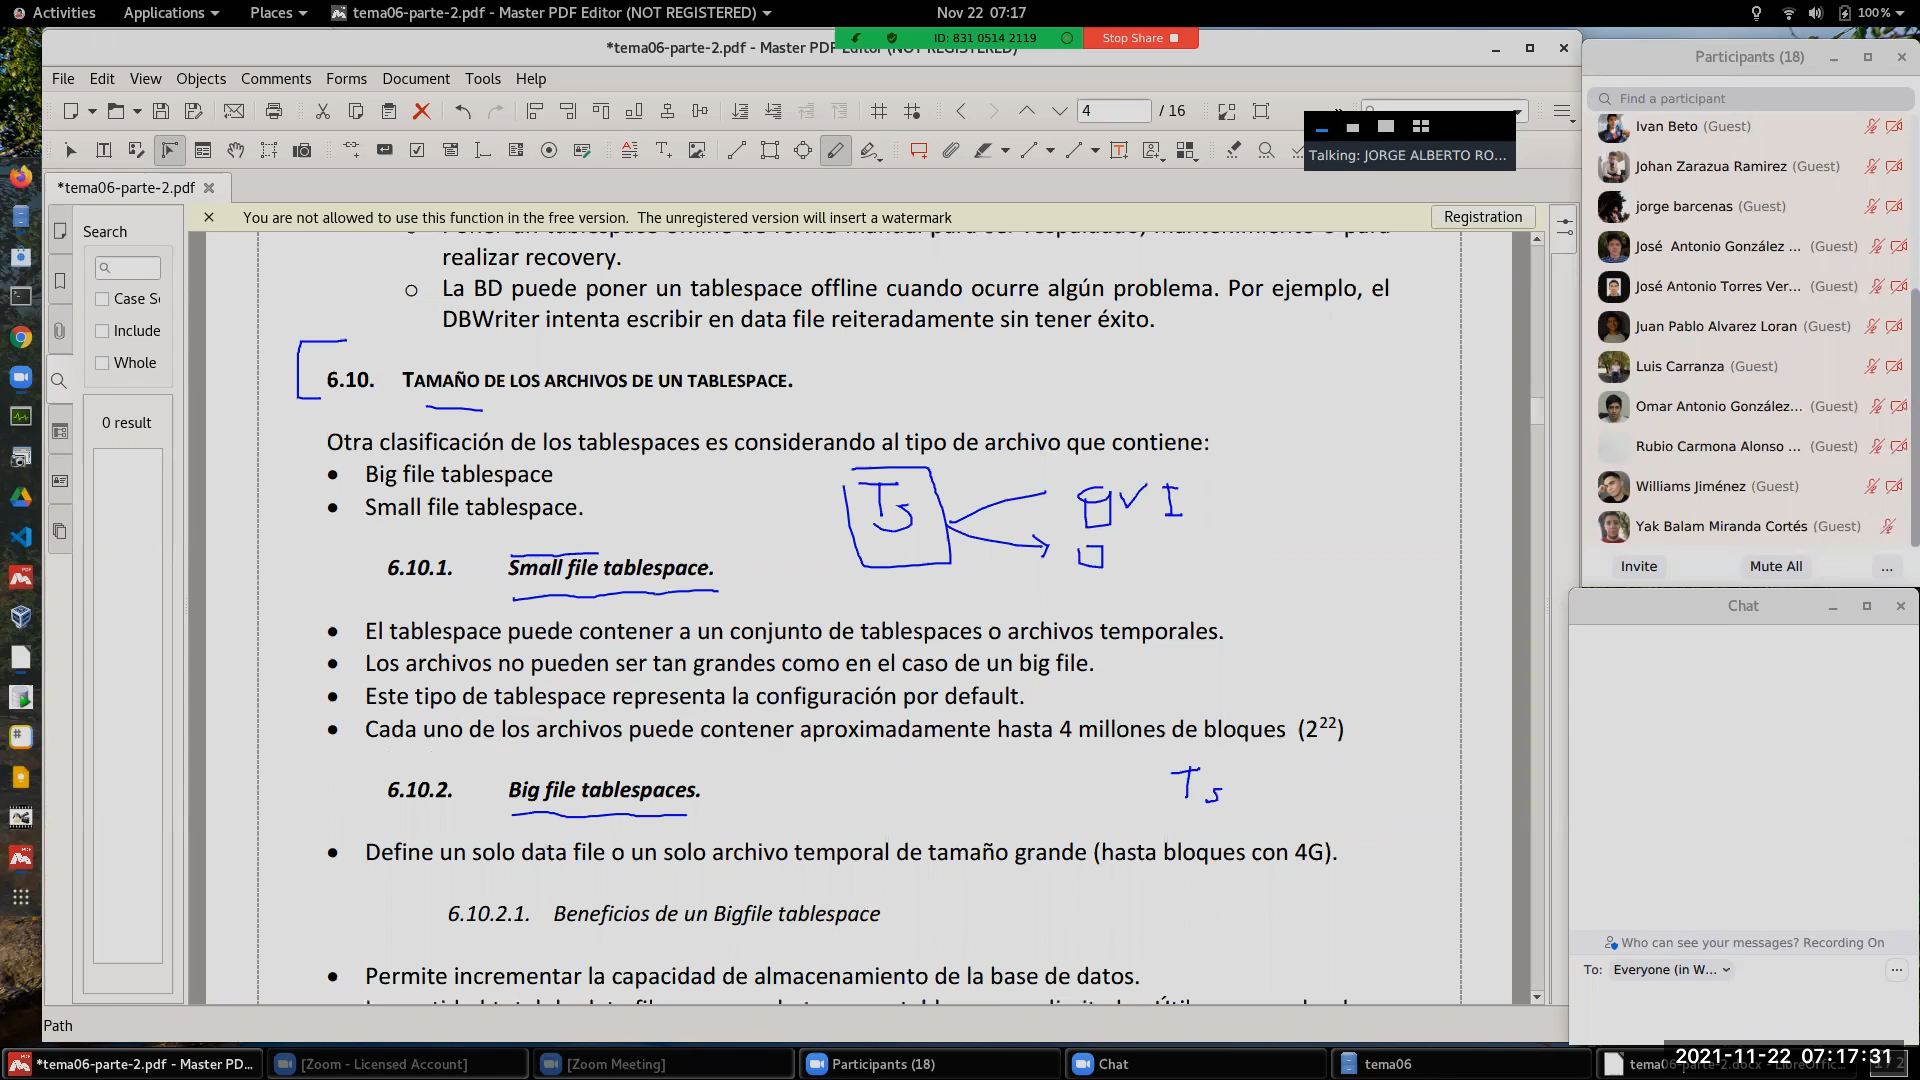 Activities Applications Places tema06-parte-2.pdf - Master PDF Editor (NOT REGISTERED) Nov 22 07:17 100%
*tema06-parte-2.pdf - Master PDF Editor (NOT REGISTERED)
ID: 831 0514 2119 Stop Share
File Edit View Objects Comments Forms Document Tools Help
4 / 16
Talking: JORGE ALBERTO RO...
*tema06-parte-2.pdf
You are not allowed to use this function in the free version. The unregistered version will insert a watermark
Registration
Search
Case Se
Include
Whole
0 result
realizar recovery.
o La BD puede poner un tablespace offline cuando ocurre algún problema. Por ejemplo, el
DBWriter intenta escribir en data file reiteradamente sin tener éxito.
6.10. TAMAÑO DE LOS ARCHIVOS DE UN TABLESPACE.
Otra clasificación de los tablespaces es considerando al tipo de archivo que contiene:
• Big file tablespace
• Small file tablespace.
Ts
6.10.1. Small file tablespace.
• El tablespace puede contener a un conjunto de tablespaces o archivos temporales.
• Los archivos no pueden ser tan grandes como en el caso de un big file.
• Este tipo de tablespace representa la configuración por default.
• Cada uno de los archivos puede contener aproximadamente hasta 4 millones de bloques (2²²)
Ts
6.10.2. Big file tablespaces.
• Define un solo data file o un solo archivo temporal de tamaño grande (hasta bloques con 4G).
6.10.2.1. Beneficios de un Bigfile tablespace
• Permite incrementar la capacidad de almacenamiento de la base de datos.
Path
Participants (18)
Find a participant
Ivan Beto (Guest)
Johan Zarazua Ramirez (Guest)
jorge barcenas (Guest)
José Antonio González ... (Guest)
José Antonio Torres Ver... (Guest)
Juan Pablo Alvarez Loran (Guest)
Luis Carranza (Guest)
Omar Antonio González... (Guest)
Rubio Carmona Alonso ... (Guest)
Williams Jiménez (Guest)
Yak Balam Miranda Cortés (Guest)
Invite Mute All ...
Chat
Who can see your messages? Recording On
To: Everyone (in W...
*tema06-parte-2.pdf - Master PD... [Zoom - Licensed Account] [Zoom Meeting] Participants (18) Chat tema06
2021-11-22 07:17:31